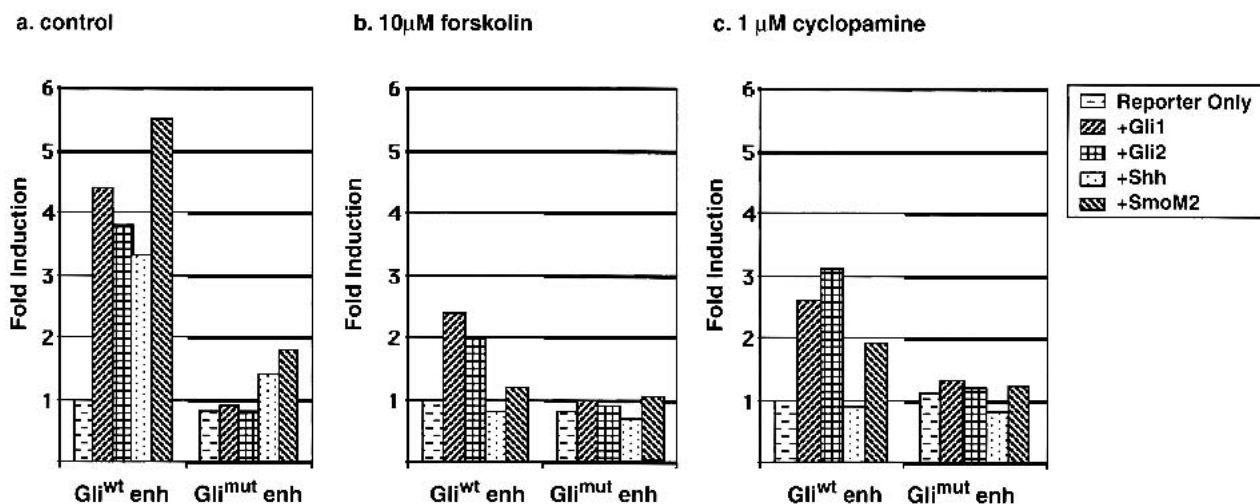 a. control
b. 10μM forskolin
c. 1 μM cyclopamine
Fold Induction
6
5
4
3
2
1
Gli^wt enh
Gli^mut enh
Fold Induction
6
5
4
3
2
1
Gli^wt enh
Gli^mut enh
Fold Induction
6
5
4
3
2
1
Gli^wt enh
Gli^mut enh
Reporter Only
+Gli1
+Gli2
+Shh
+SmoM2